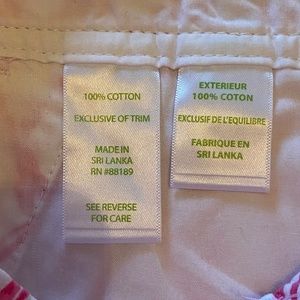 100% COTTON
EXCLUSIVE OF TRIM
MADE IN
SRI LANKA
RN #88189
SEE REVERSE
FOR CARE
EXTERIEUR
100% COTON
EXCLUSIF DE L'EQUILIBRE
FABRIQUE EN
SRI LANKA